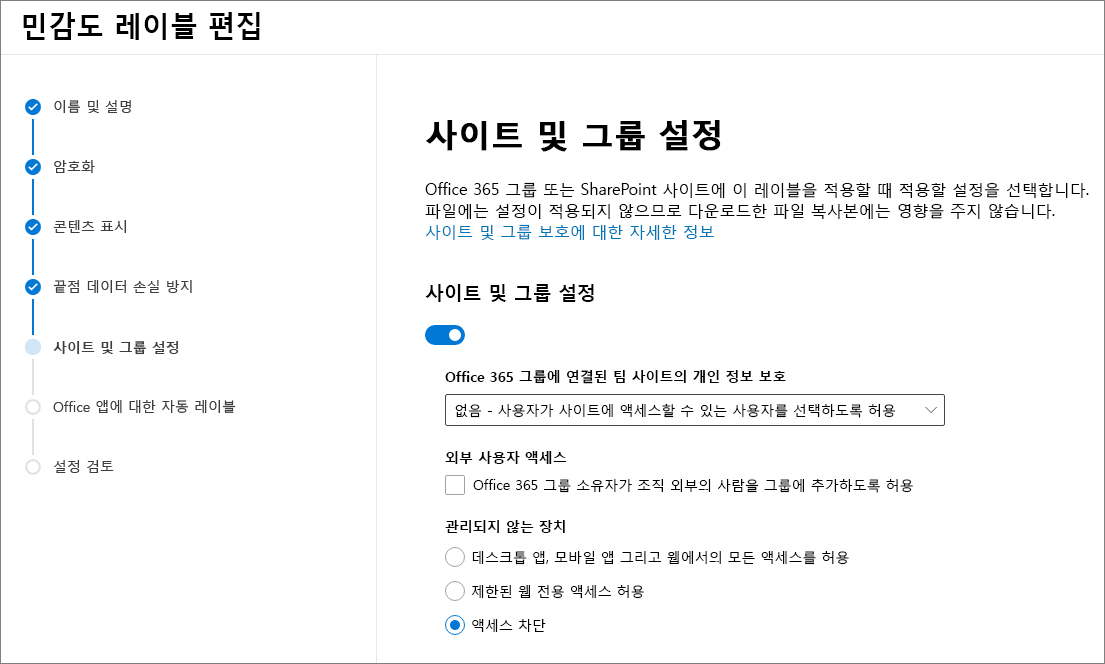 민감도 레이블 편집
이름 및 설명
암호화
콘텐츠 표시
끝점 데이터 손실 방지
사이트 및 그룹 설정
Office 앱에 대한 자동 레이블
설정 검토
사이트 및 그룹 설정
Office 365 그룹 또는 SharePoint 사이트에 이 레이블을 적용할 때 적용할 설정을 선택합니다.
파일에는 설정이 적용되지 않으므로 다운로드한 파일 복사본에는 영향을 주지 않습니다.
사이트 및 그룹 보호에 대한 자세한 정보
사이트 및 그룹 설정
Office 365 그룹에 연결된 팀 사이트의 개인 정보 보호
없음 - 사용자가 사이트에 액세스할 수 있는 사용자를 선택하도록 허용
외부 사용자 액세스
Office 365 그룹 소유자가 조직 외부의 사람을 그룹에 추가하도록 허용
관리되지 않는 장치
데스크톱 앱, 모바일 앱 그리고 웹에서의 모든 액세스를 허용
제한된 웹 전용 액세스 허용
액세스 차단